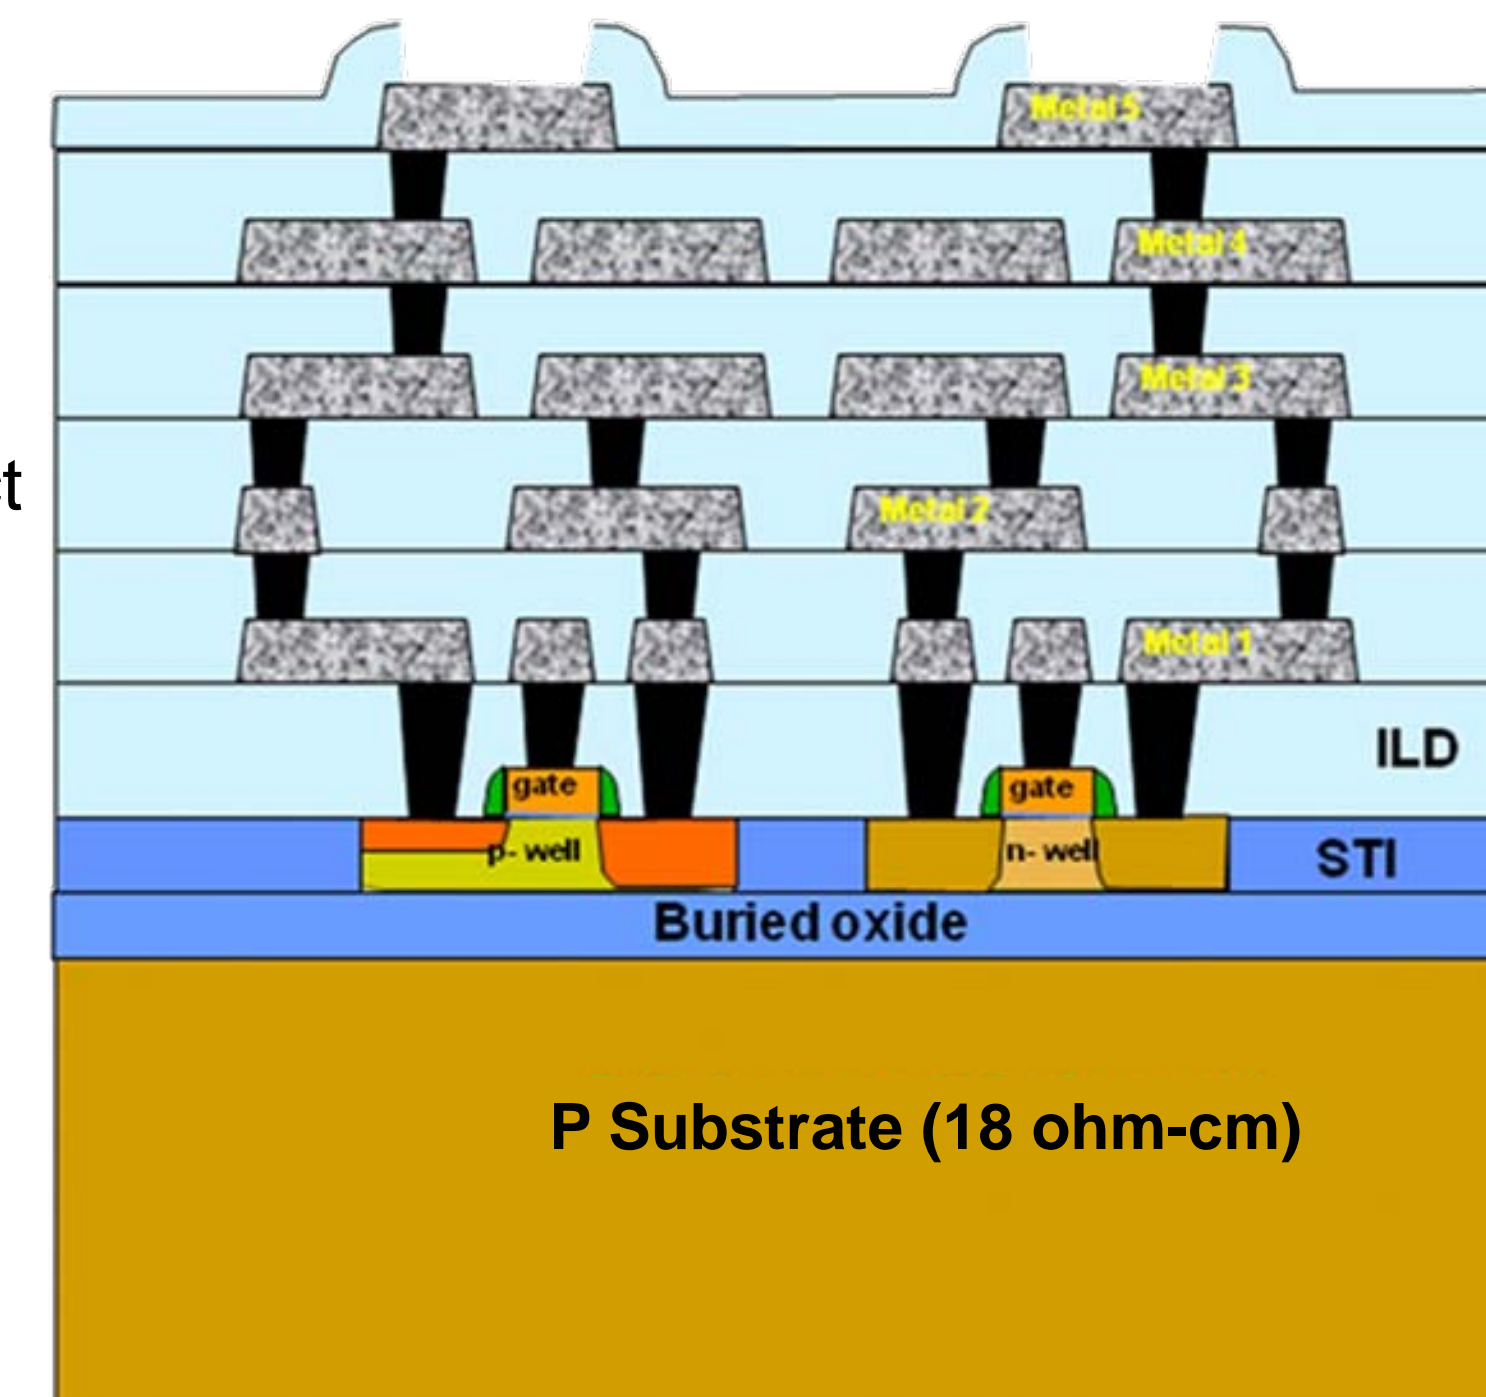 Metal 5
Metal 4
Metal 3
ct
Metal 2
Metal 1
ILD
gate
gate
p- well
n- well
STI
Buried oxide
P Substrate (18 ohm-cm)